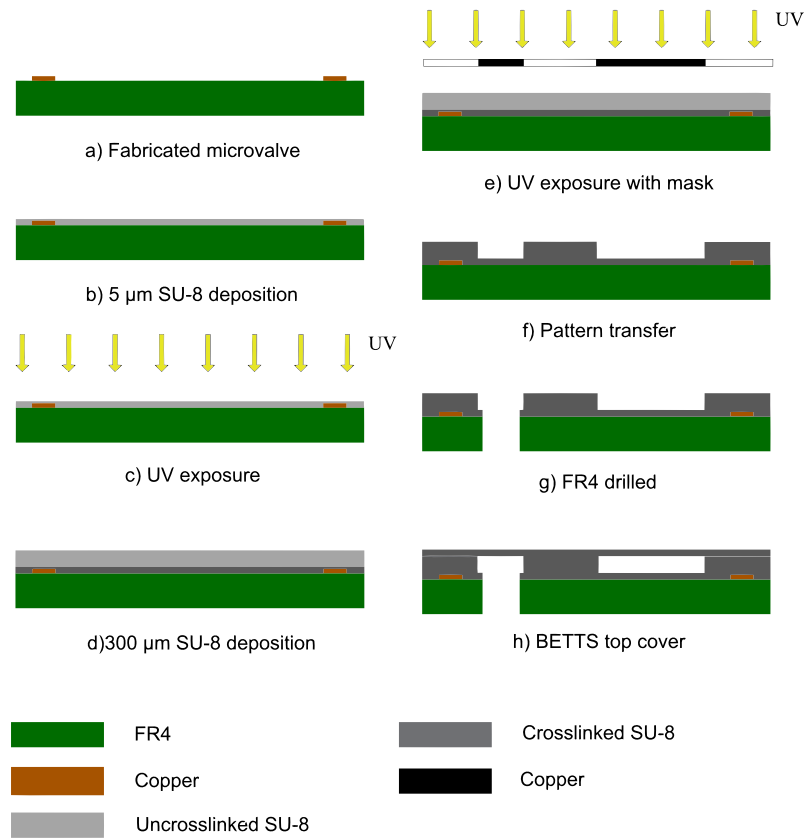 UV
a) Fabricated microvalve
e) UV exposure with mask
b) 5 µm SU-8 deposition
f) Pattern transfer
UV
c) UV exposure
g) FR4 drilled
d)300 µm SU-8 deposition
h) BETTS top cover
FR4
Crosslinked SU-8
Copper
Copper
Uncrosslinked SU-8